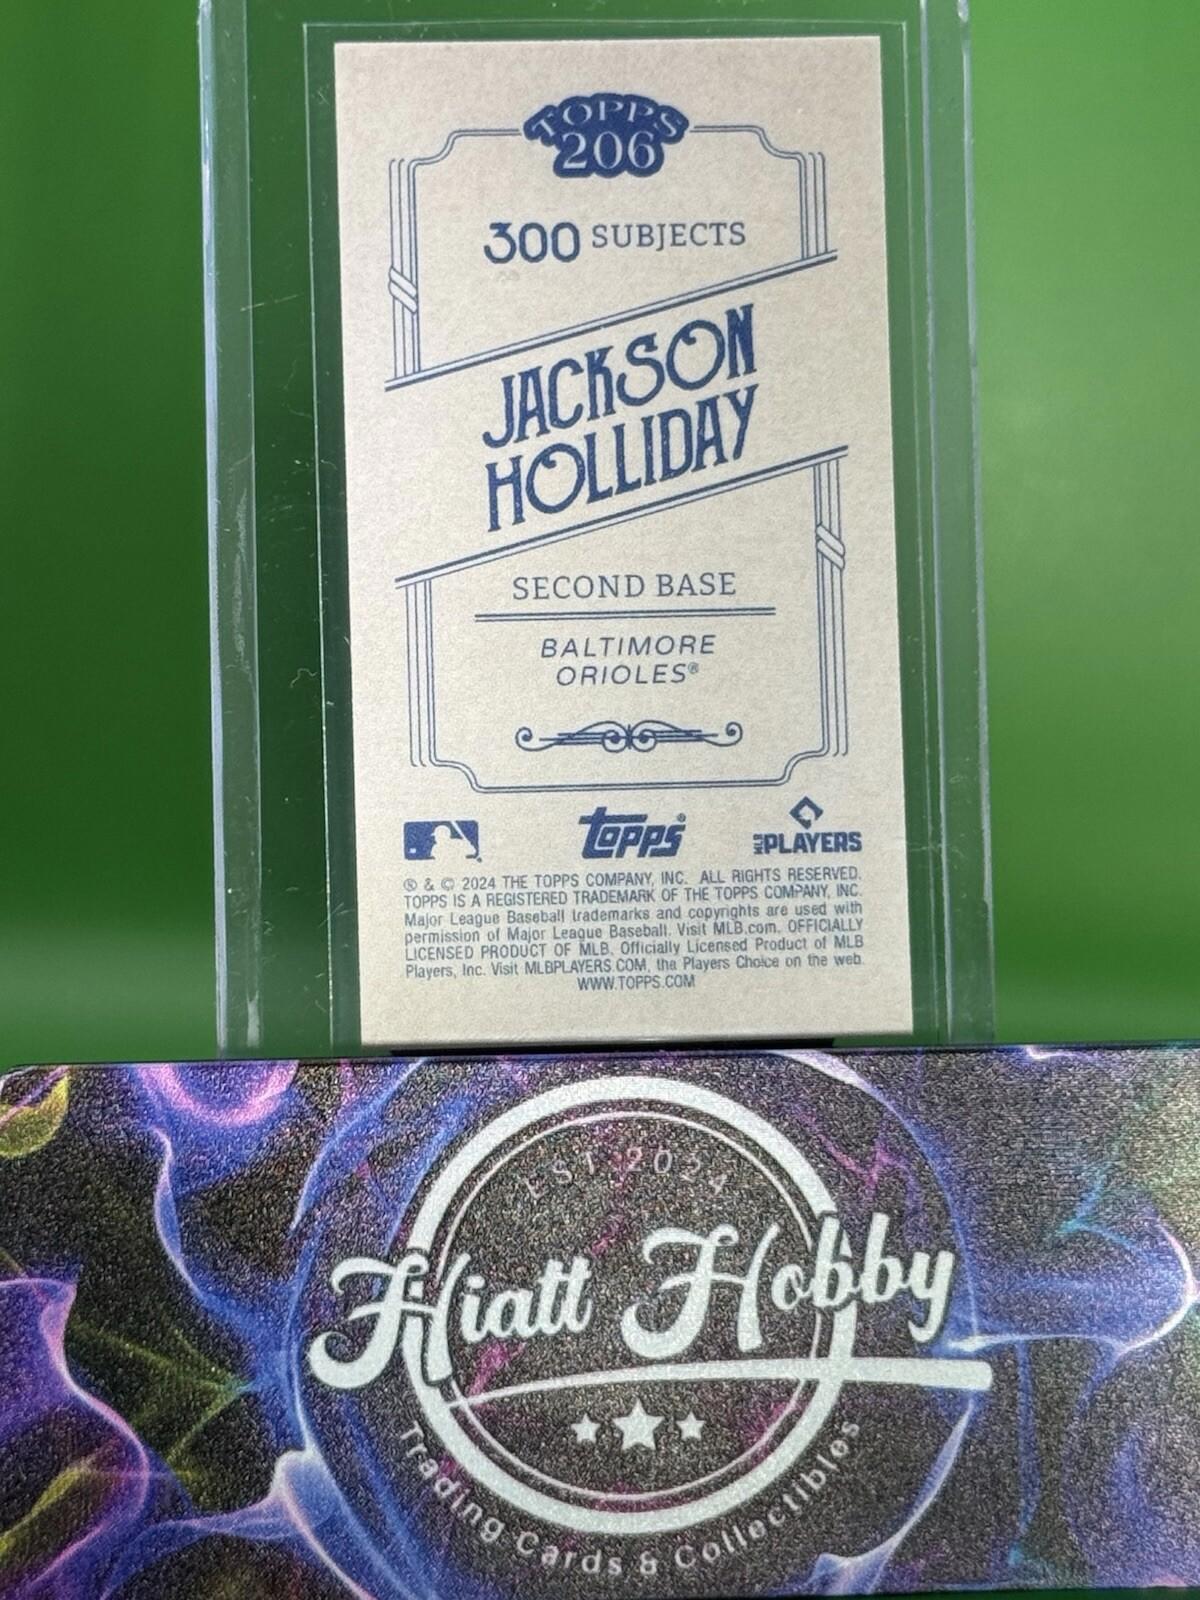 TOPPS
206
300 SUBJECTS
JACKSON
HOLLIDAY
SECOND BASE
BALTIMORE
ORIOLES®
topps®
MLB PLAYERS
® & © 2024 THE TOPPS COMPANY, INC. ALL RIGHTS RESERVED.
TOPPS IS A REGISTERED TRADEMARK OF THE TOPPS COMPANY, INC.
Major League Baseball trademarks and copyrights are used with
permission of Major League Baseball. Visit MLB.com. OFFICIALLY
LICENSED PRODUCT OF MLB. Officially Licensed Product of MLB
Players, Inc. Visit MLBPLAYERS.COM, the Players Choice on the web.
WWW.TOPPS.COM
EST 2024
Hiatt Hobby
Trading Cards & Collectibles